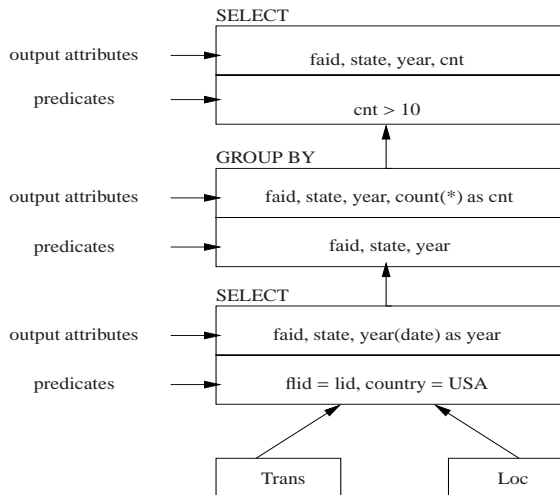 SELECT
output attributes
faid, state, year, cnt
predicates
cnt > 10
GROUP BY
output attributes
faid, state, year, count(*) as cnt
predicates
faid, state, year
SELECT
output attributes
faid, state, year(date) as year
predicates
flid = lid, country = USA
Trans
Loc